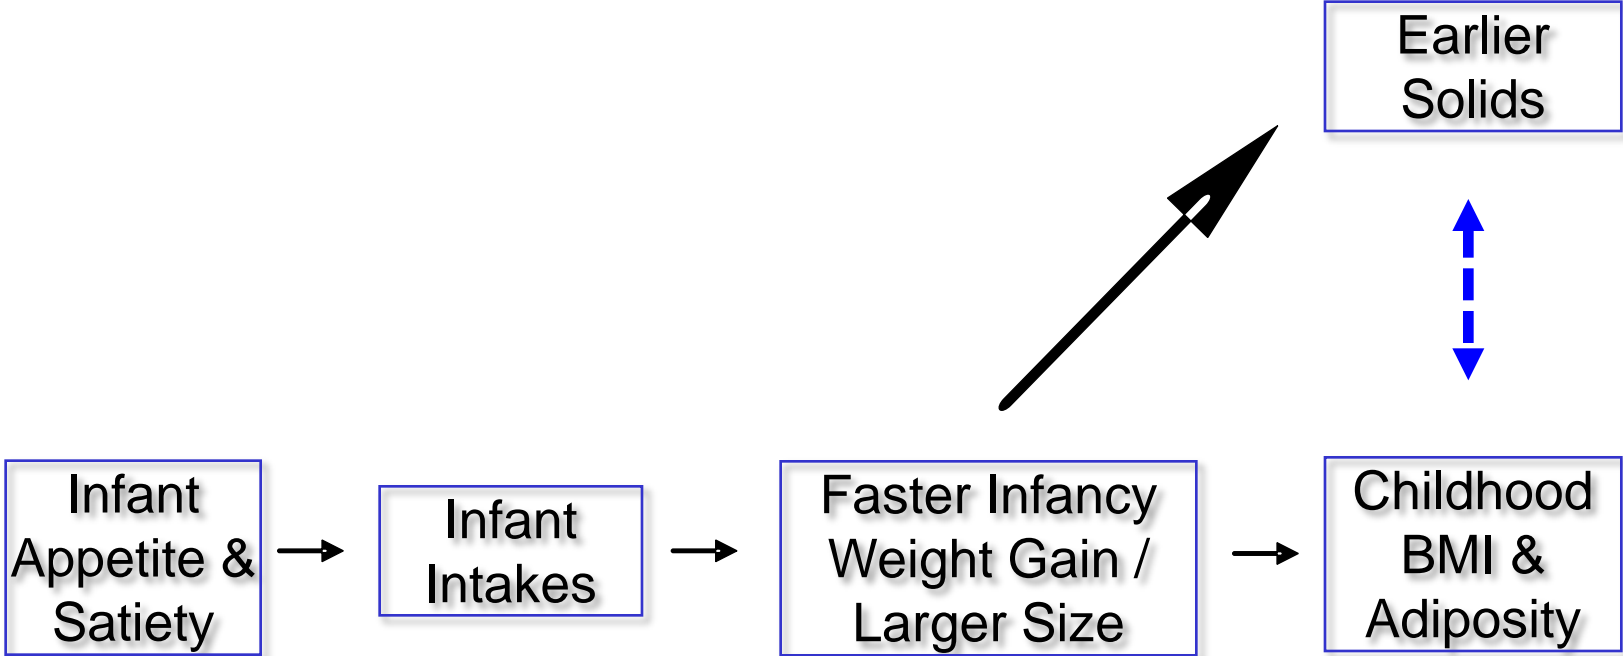 Earlier
Solids
Infant
Appetite &
Satiety
Infant
Intakes
Faster Infancy
Weight Gain /
Larger Size
Childhood
BMI &
Adiposity